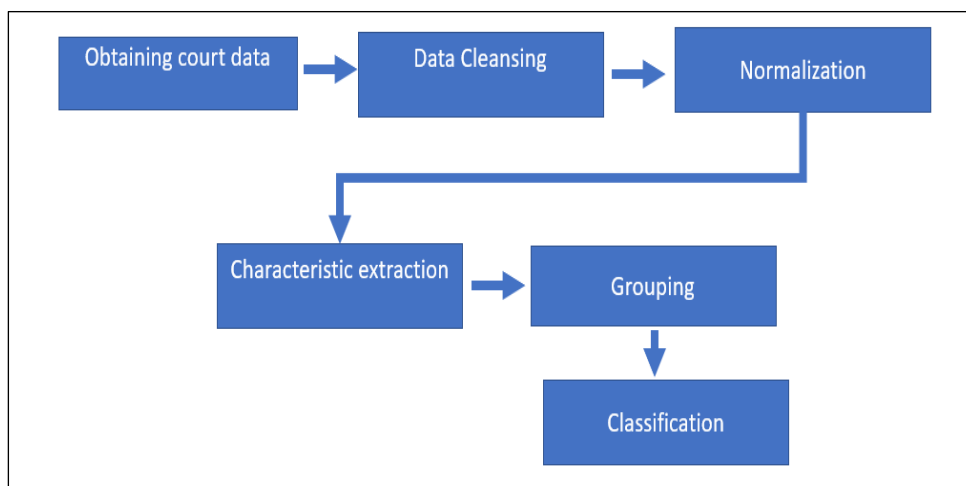 Obtaining court data
Data Cleansing
Normalization
Characteristic extraction
Grouping
Classification